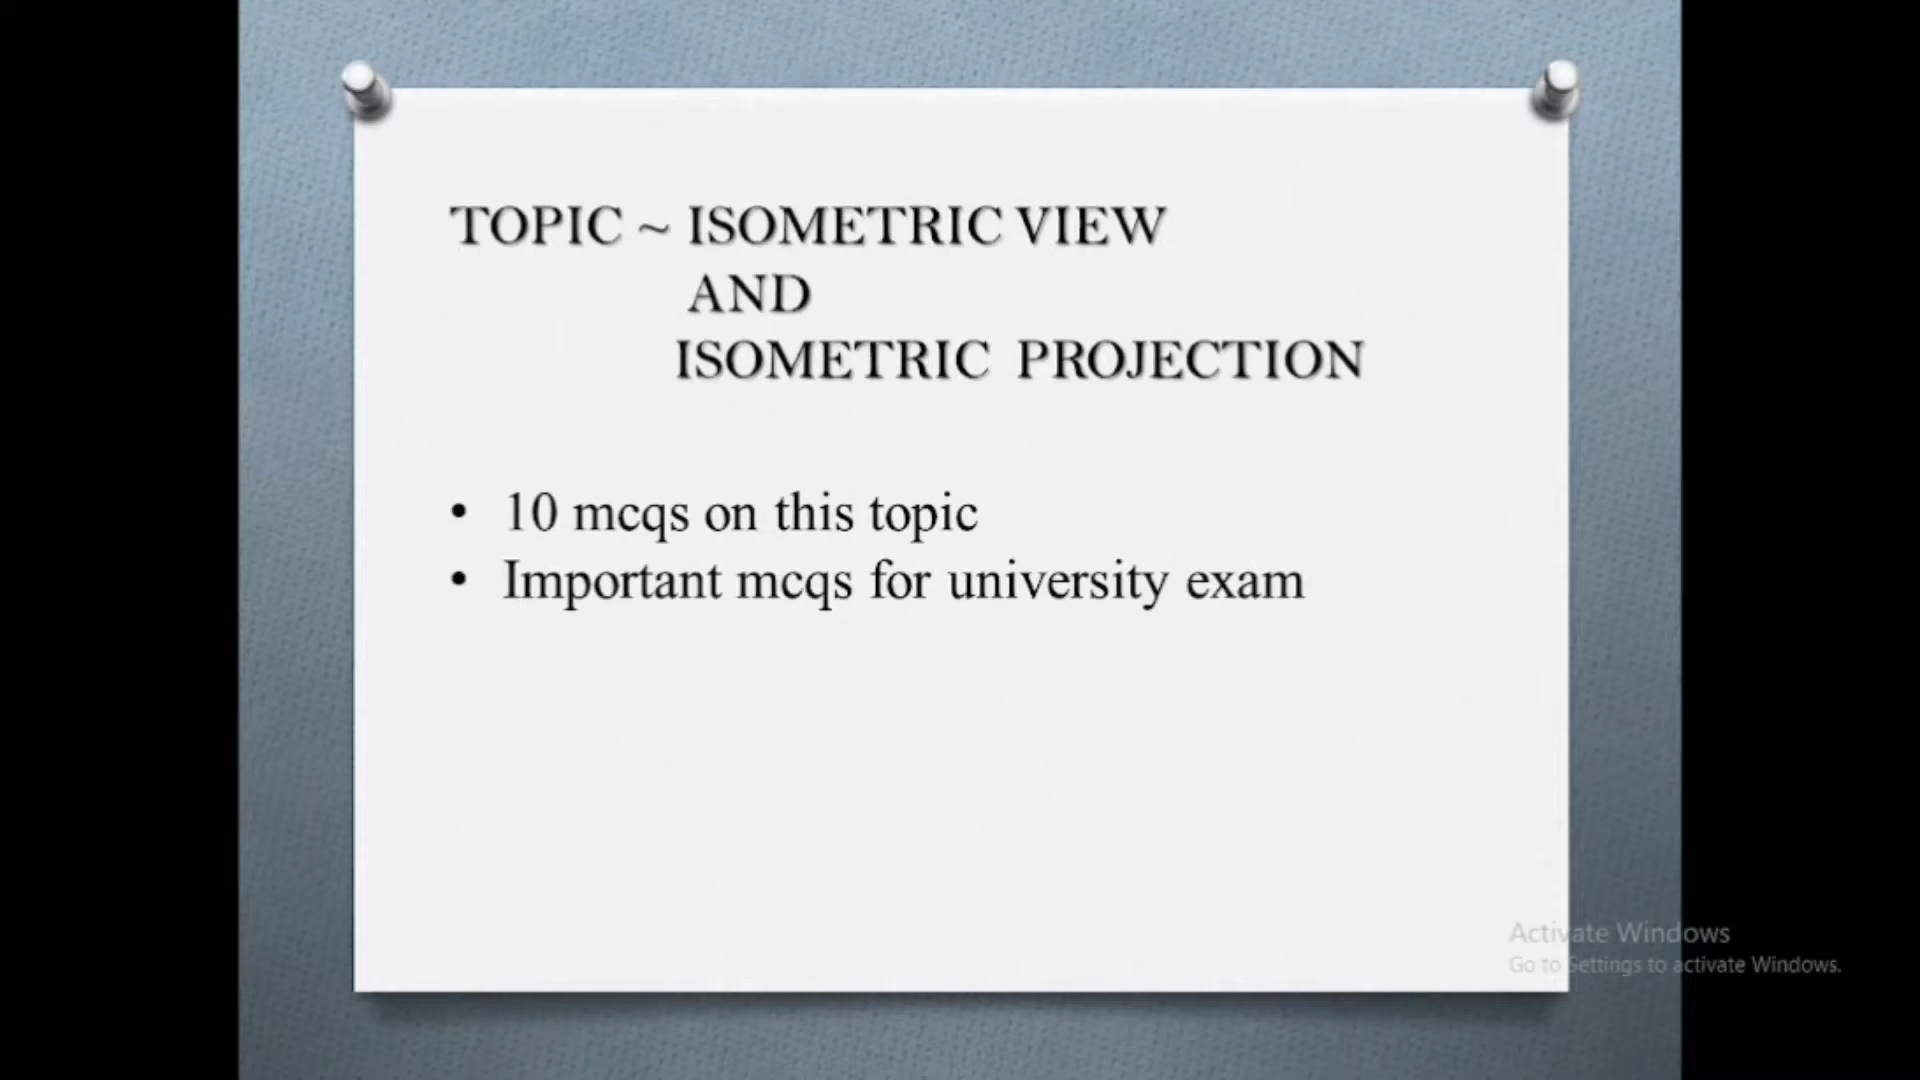 TOPIC ~ ISOMETRIC VIEW
AND
ISOMETRIC PROJECTION
• 10 mcqs on this topic
• Important mcqs for university exam
Activate Windows
Go to Settings to activate Windows.